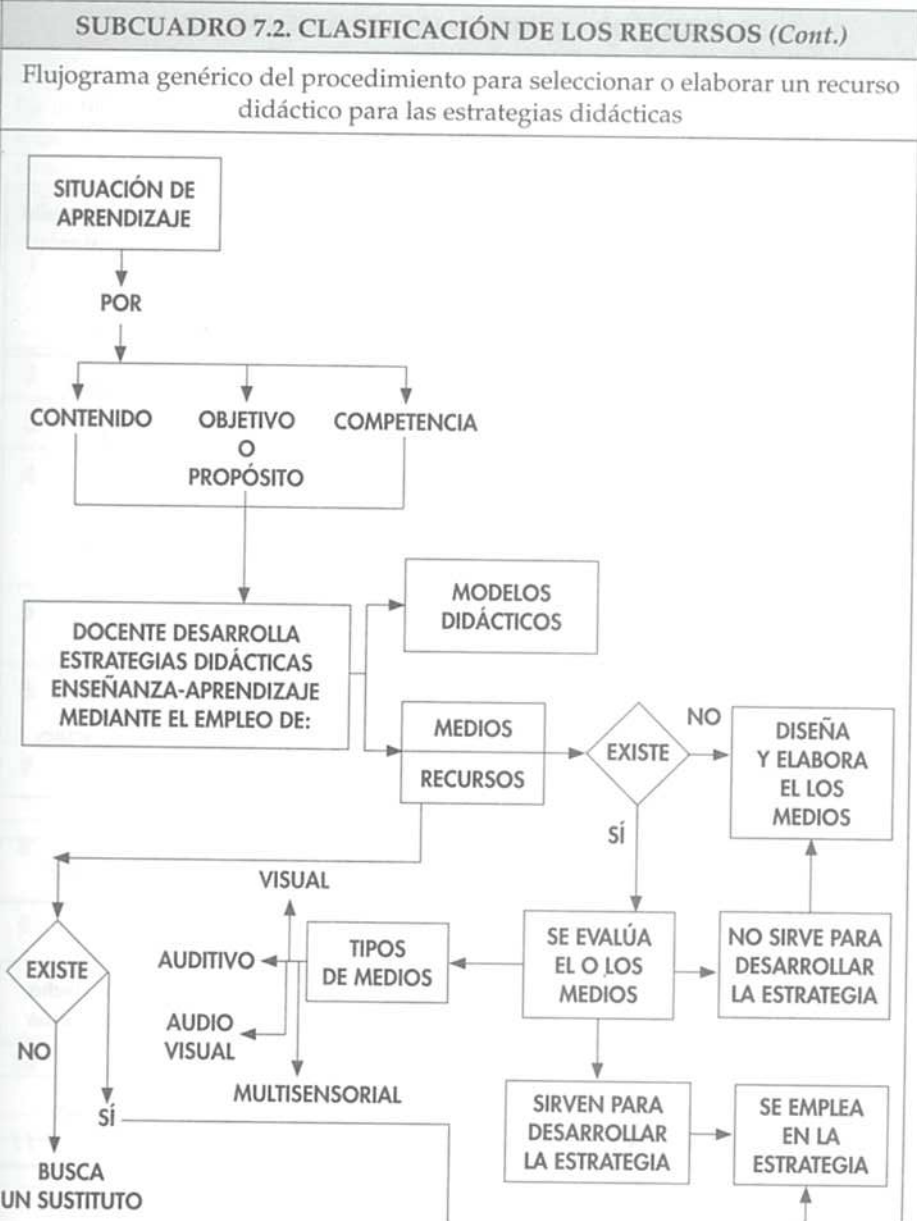 SUBCUADRO 7.2. CLASIFICACIÓN DE LOS RECURSOS (Cont.)
Flujograma genérico del procedimiento para seleccionar o elaborar un recurso
didáctico para las estrategias didácticas
SITUACIÓN DE
APRENDIZAJE
POR
CONTENIDO
OBJETIVO
O
PROPÓSITO
COMPETENCIA
DOCENTE DESARROLLA
ESTRATEGIAS DIDÁCTICAS
ENSEÑANZA-APRENDIZAJE
MEDIANTE EL EMPLEO DE:
MODELOS
DIDÁCTICOS
MEDIOS
RECURSOS
EXISTE
NO
DISEÑA
Y ELABORA
EL LOS
MEDIOS
SÍ
SE EVALÚA
EL O LOS
MEDIOS
NO SIRVE PARA
DESARROLLAR
LA ESTRATEGIA
TIPOS
DE MEDIOS
VISUAL
AUDITIVO
AUDIO
VISUAL
MULTISENSORIAL
EXISTE
NO
SÍ
BUSCA
UN SUSTITUTO
SIRVEN PARA
DESARROLLAR
LA ESTRATEGIA
SE EMPLEA
EN LA
ESTRATEGIA